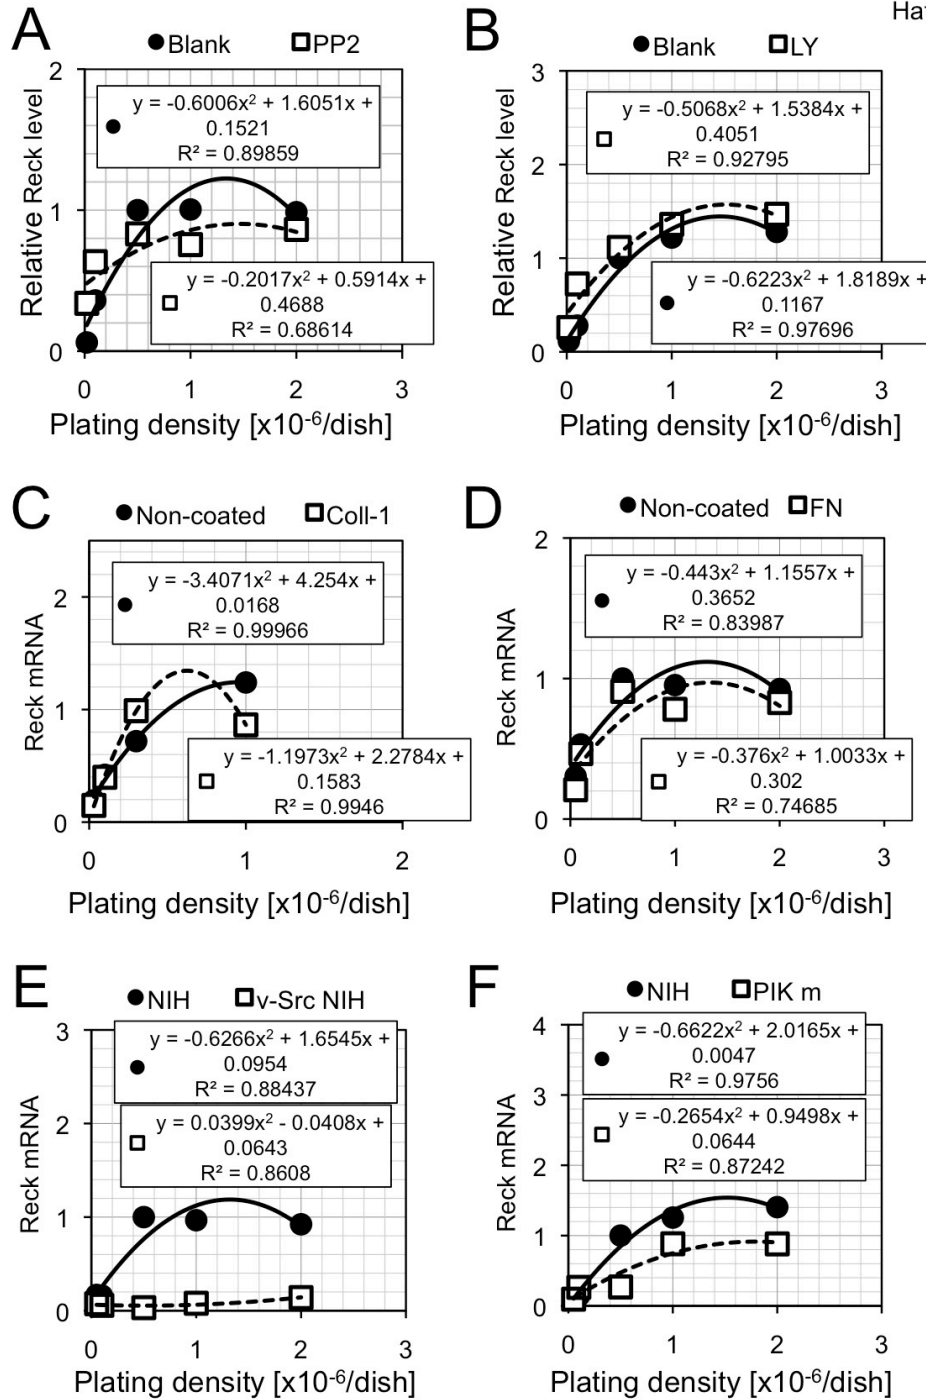 Hat
A
Blank PP2
Relative Reck level
2
1
0
y = -0.6006x² + 1.6051x +
0.1521
R² = 0.89859
y = -0.2017x² + 0.5914x +
0.4688
R² = 0.68614
0 1 2 3
Plating density [x10⁻⁶/dish]
B
Blank LY
Relative Reck level
3
2
1
0
y = -0.5068x² + 1.5384x +
0.4051
R² = 0.92795
y = -0.6223x² + 1.8189x +
0.1167
R² = 0.97696
0 1 2 3
Plating density [x10⁻⁶/dish]
C
Non-coated Coll-1
Reck mRNA
2
1
0
y = -3.4071x² + 4.254x +
0.0168
R² = 0.99966
y = -1.1973x² + 2.2784x +
0.1583
R² = 0.9946
0 1 2
Plating density [x10⁻⁶/dish]
D
Non-coated FN
Reck mRNA
2
1
0
y = -0.443x² + 1.1557x +
0.3652
R² = 0.83987
y = -0.376x² + 1.0033x +
0.302
R² = 0.74685
0 1 2 3
Plating density [x10⁻⁶/dish]
E
NIH v-Src NIH
Reck mRNA
3
2
1
0
y = -0.6266x² + 1.6545x +
0.0954
R² = 0.88437
y = 0.0399x² - 0.0408x +
0.0643
R² = 0.8608
0 1 2 3
Plating density [x10⁻⁶/dish]
F
NIH PIK m
Reck mRNA
4
3
2
1
0
y = -0.6622x² + 2.0165x +
0.0047
R² = 0.9756
y = -0.2654x² + 0.9498x +
0.0644
R² = 0.87242
0 1 2 3
Plating density [x10⁻⁶/dish]